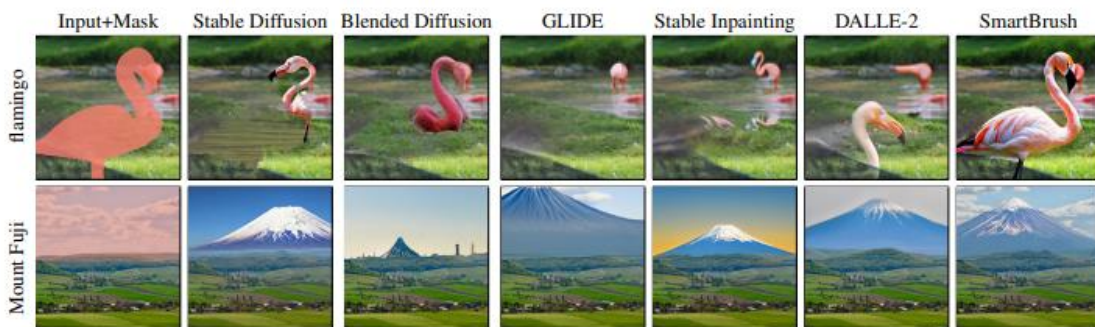 Input+Mask Stable Diffusion Blended Diffusion GLIDE Stable Inpainting DALLE-2 SmartBrush
flamingo
Mount Fuji